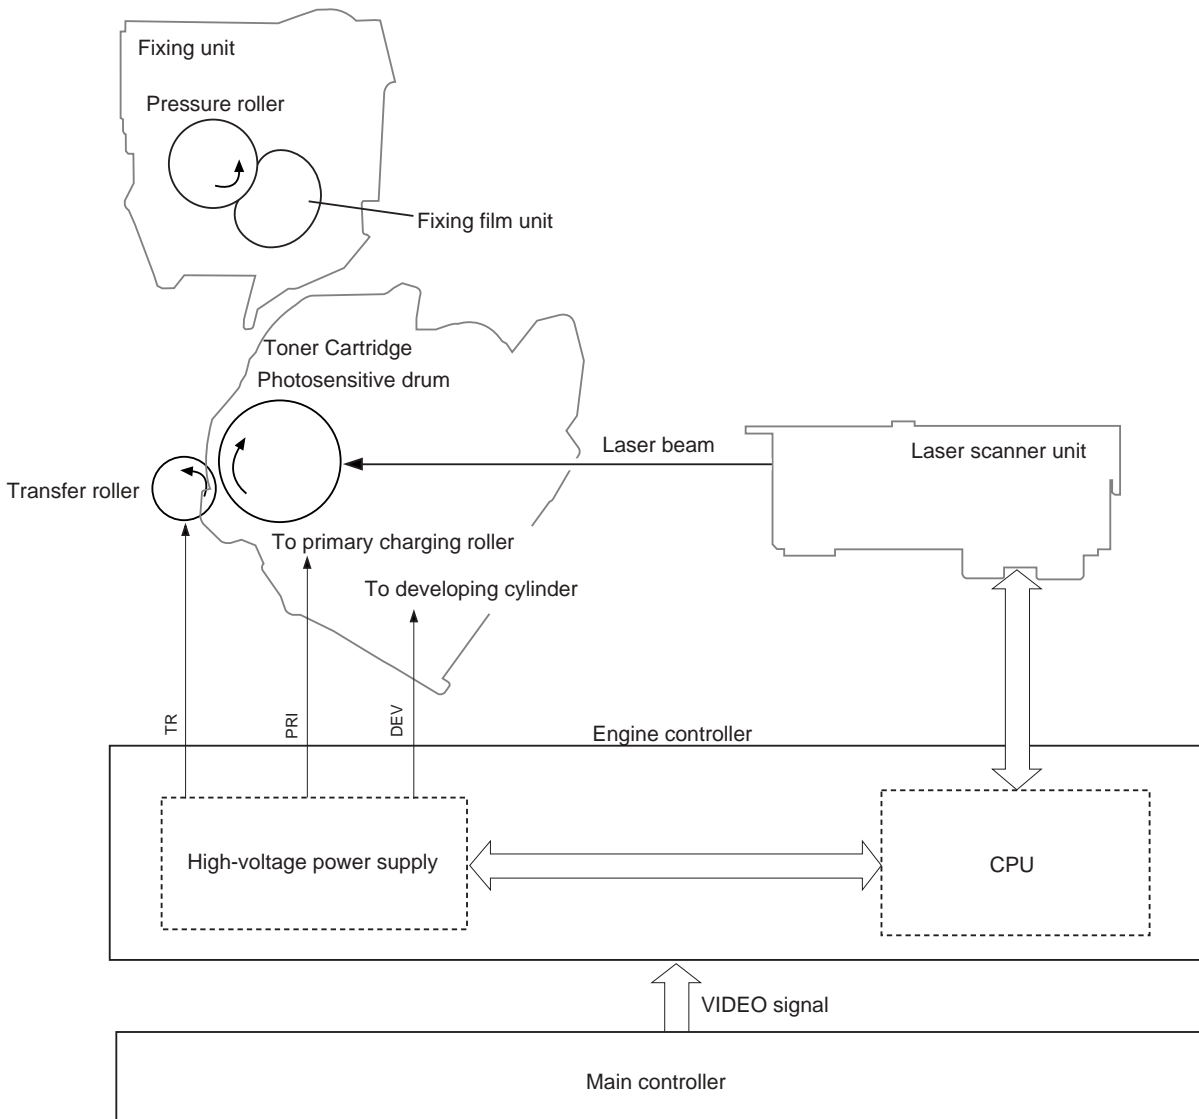 Fixing unit
Pressure roller
Fixing film unit
Toner Cartridge
Photosensitive drum
Laser beam
Laser scanner unit
Transfer roller
To primary charging roller
To developing cylinder
TR
PRI
DEV
Engine controller
High-voltage power supply
CPU
VIDEO signal
Main controller